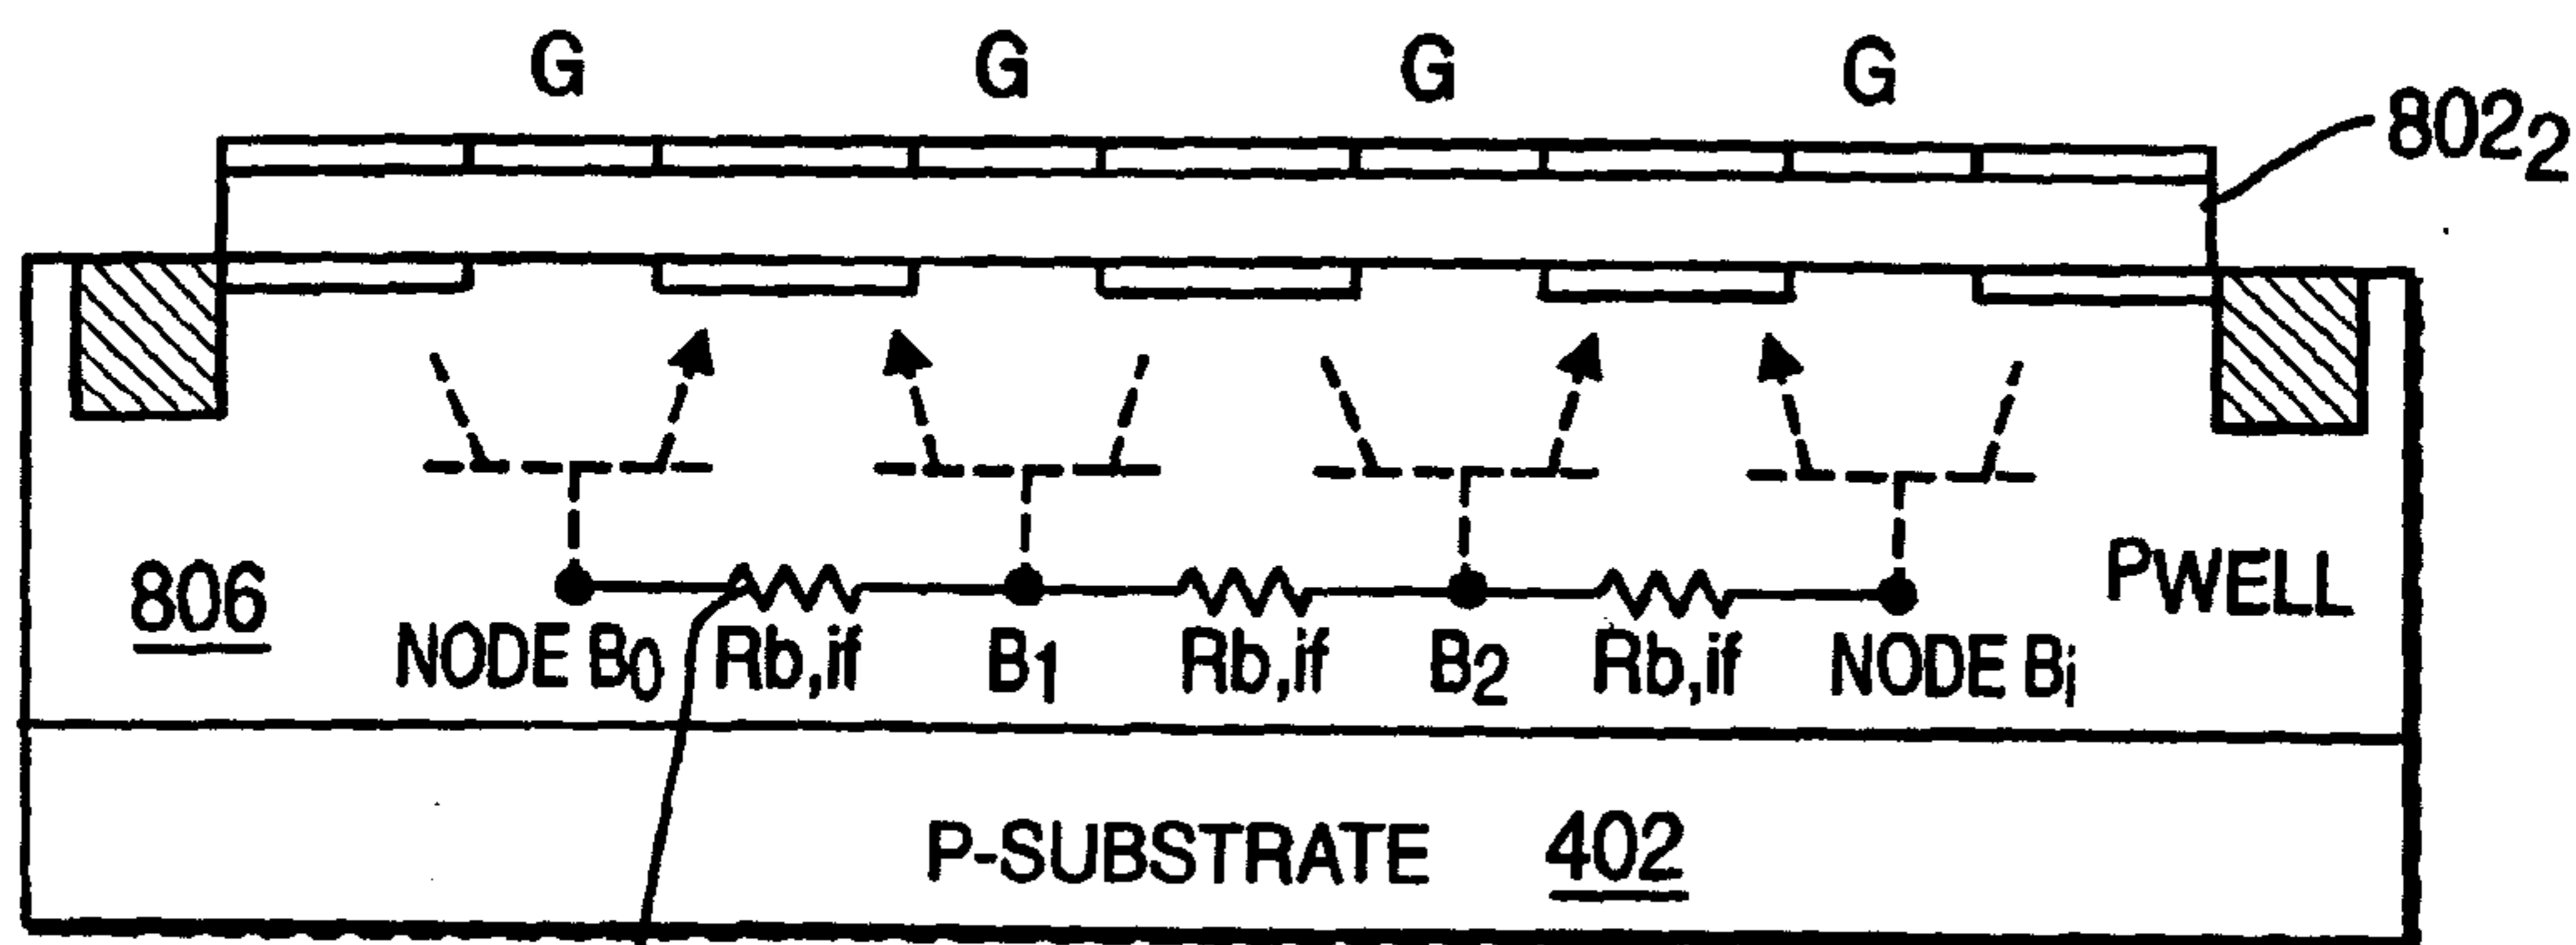 G G G G
802₂
806
PWELL
NODE B₀ Rb,if B₁ Rb,if B₂ Rb,if NODE Bᵢ
P-SUBSTRATE 402